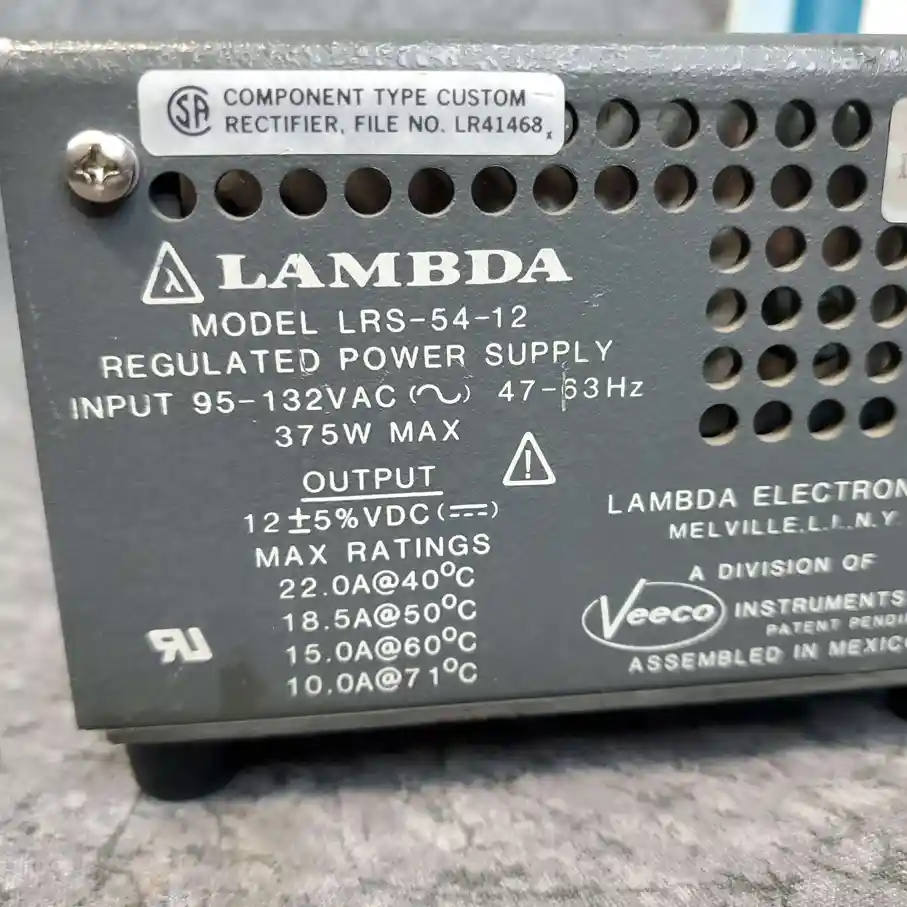 SA COMPONENT TYPE CUSTOM
RECTIFIER, FILE NO. LR41468 x
λ LAMBDA
MODEL LRS-54-12
REGULATED POWER SUPPLY
INPUT 95-132VAC (∿) 47-63Hz
375W MAX
!
OUTPUT
12±5%VDC(⎓)
MAX RATINGS
22.0A@40°C
18.5A@50°C
15.0A@60°C
10.0A@71°C
RU
LAMBDA ELECTRON
MELVILLE, L.I., N.Y.
A DIVISION OF
Veeco INSTRUMENTS
PATENT PENDI
ASSEMBLED IN MEXICO